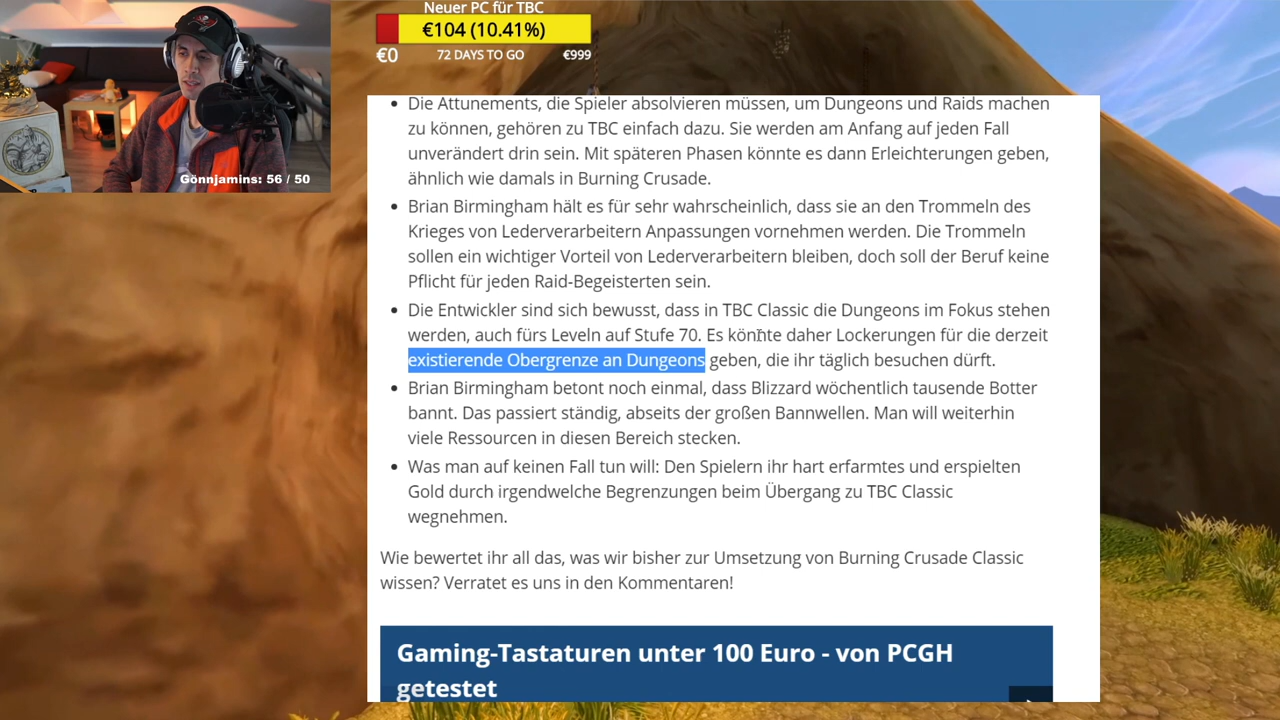 Neuer PC für TBC
€104 (10.41%)
€0
72 DAYS TO GO
€999
Gönnjamins: 56 / 50
Die Attunements, die Spieler absolvieren müssen, um Dungeons und Raids machen
zu können, gehören zu TBC einfach dazu. Sie werden am Anfang auf jeden Fall
unverändert drin sein. Mit späteren Phasen könnte es dann Erleichterungen geben,
ähnlich wie damals in Burning Crusade.
Brian Birmingham hält es für sehr wahrscheinlich, dass sie an den Trommeln des
Krieges von Lederverarbeitern Anpassungen vornehmen werden. Die Trommeln
sollen ein wichtiger Vorteil von Lederverarbeitern bleiben, doch soll der Beruf keine
Pflicht für jeden Raid-Begeisterten sein.
Die Entwickler sind sich bewusst, dass in TBC Classic die Dungeons im Fokus stehen
werden, auch fürs Leveln auf Stufe 70. Es könnte daher Lockerungen für die derzeit
existierende Obergrenze an Dungeons geben, die ihr täglich besuchen dürft.
Brian Birmingham betont noch einmal, dass Blizzard wöchentlich tausende Botter
bannt. Das passiert ständig, abseits der großen Bannwellen. Man will weiterhin
viele Ressourcen in diesen Bereich stecken.
Was man auf keinen Fall tun will: Den Spielern ihr hart erfarmtes und erspielten
Gold durch irgendwelche Begrenzungen beim Übergang zu TBC Classic
wegnehmen.
Wie bewertet ihr all das, was wir bisher zur Umsetzung von Burning Crusade Classic
wissen? Verratet es uns in den Kommentaren!
Gaming-Tastaturen unter 100 Euro - von PCGH
getestet